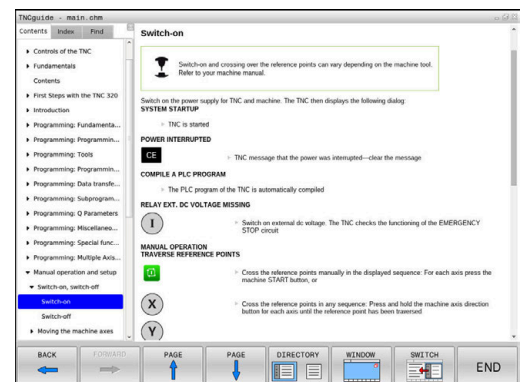 TNCguide - main.chm
Contents
Index
Find
Controls of the TNC
Fundamentals
Contents
First Steps with the TNC 320
Introduction
Programming: Fundamenta...
Programming: Programmin...
Programming: Tools
Programming: Programmin...
Programming: Data transfe...
Programming: Subprogram...
Programming: Q Parameters
Programming: Miscellaneo...
Programming: Special func...
Programming: Multiple Axis...
Manual operation and setup
Switch-on, switch-off
Switch-on
Switch-off
Moving the machine axes
Switch-on
Switch-on and crossing over the reference points can vary depending on the machine tool.
Refer to your machine manual.
Switch on the power supply for TNC and machine. The TNC then displays the following dialog:
SYSTEM STARTUP
TNC is started
POWER INTERRUPTED
CE
TNC message that the power was interrupted—clear the message
COMPILE A PLC PROGRAM
The PLC program of the TNC is automatically compiled
RELAY EXT. DC VOLTAGE MISSING
I
Switch on external dc voltage. The TNC checks the functioning of the EMERGENCY
STOP circuit
MANUAL OPERATION
TRAVERSE REFERENCE POINTS
Cross the reference points manually in the displayed sequence: For each axis press the
machine START button, or
X
Cross the reference points in any sequence: Press and hold the machine axis direction
button for each axis until the reference point has been traversed
Y
BACK
FORWARD
PAGE
PAGE
DIRECTORY
WINDOW
SWITCH
END